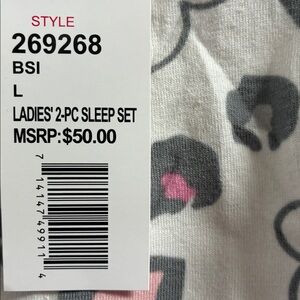 STYLE
269268
BSI
L
LADIES' 2-PC SLEEP SET
MSRP:$50.00
7 14147 49911 4